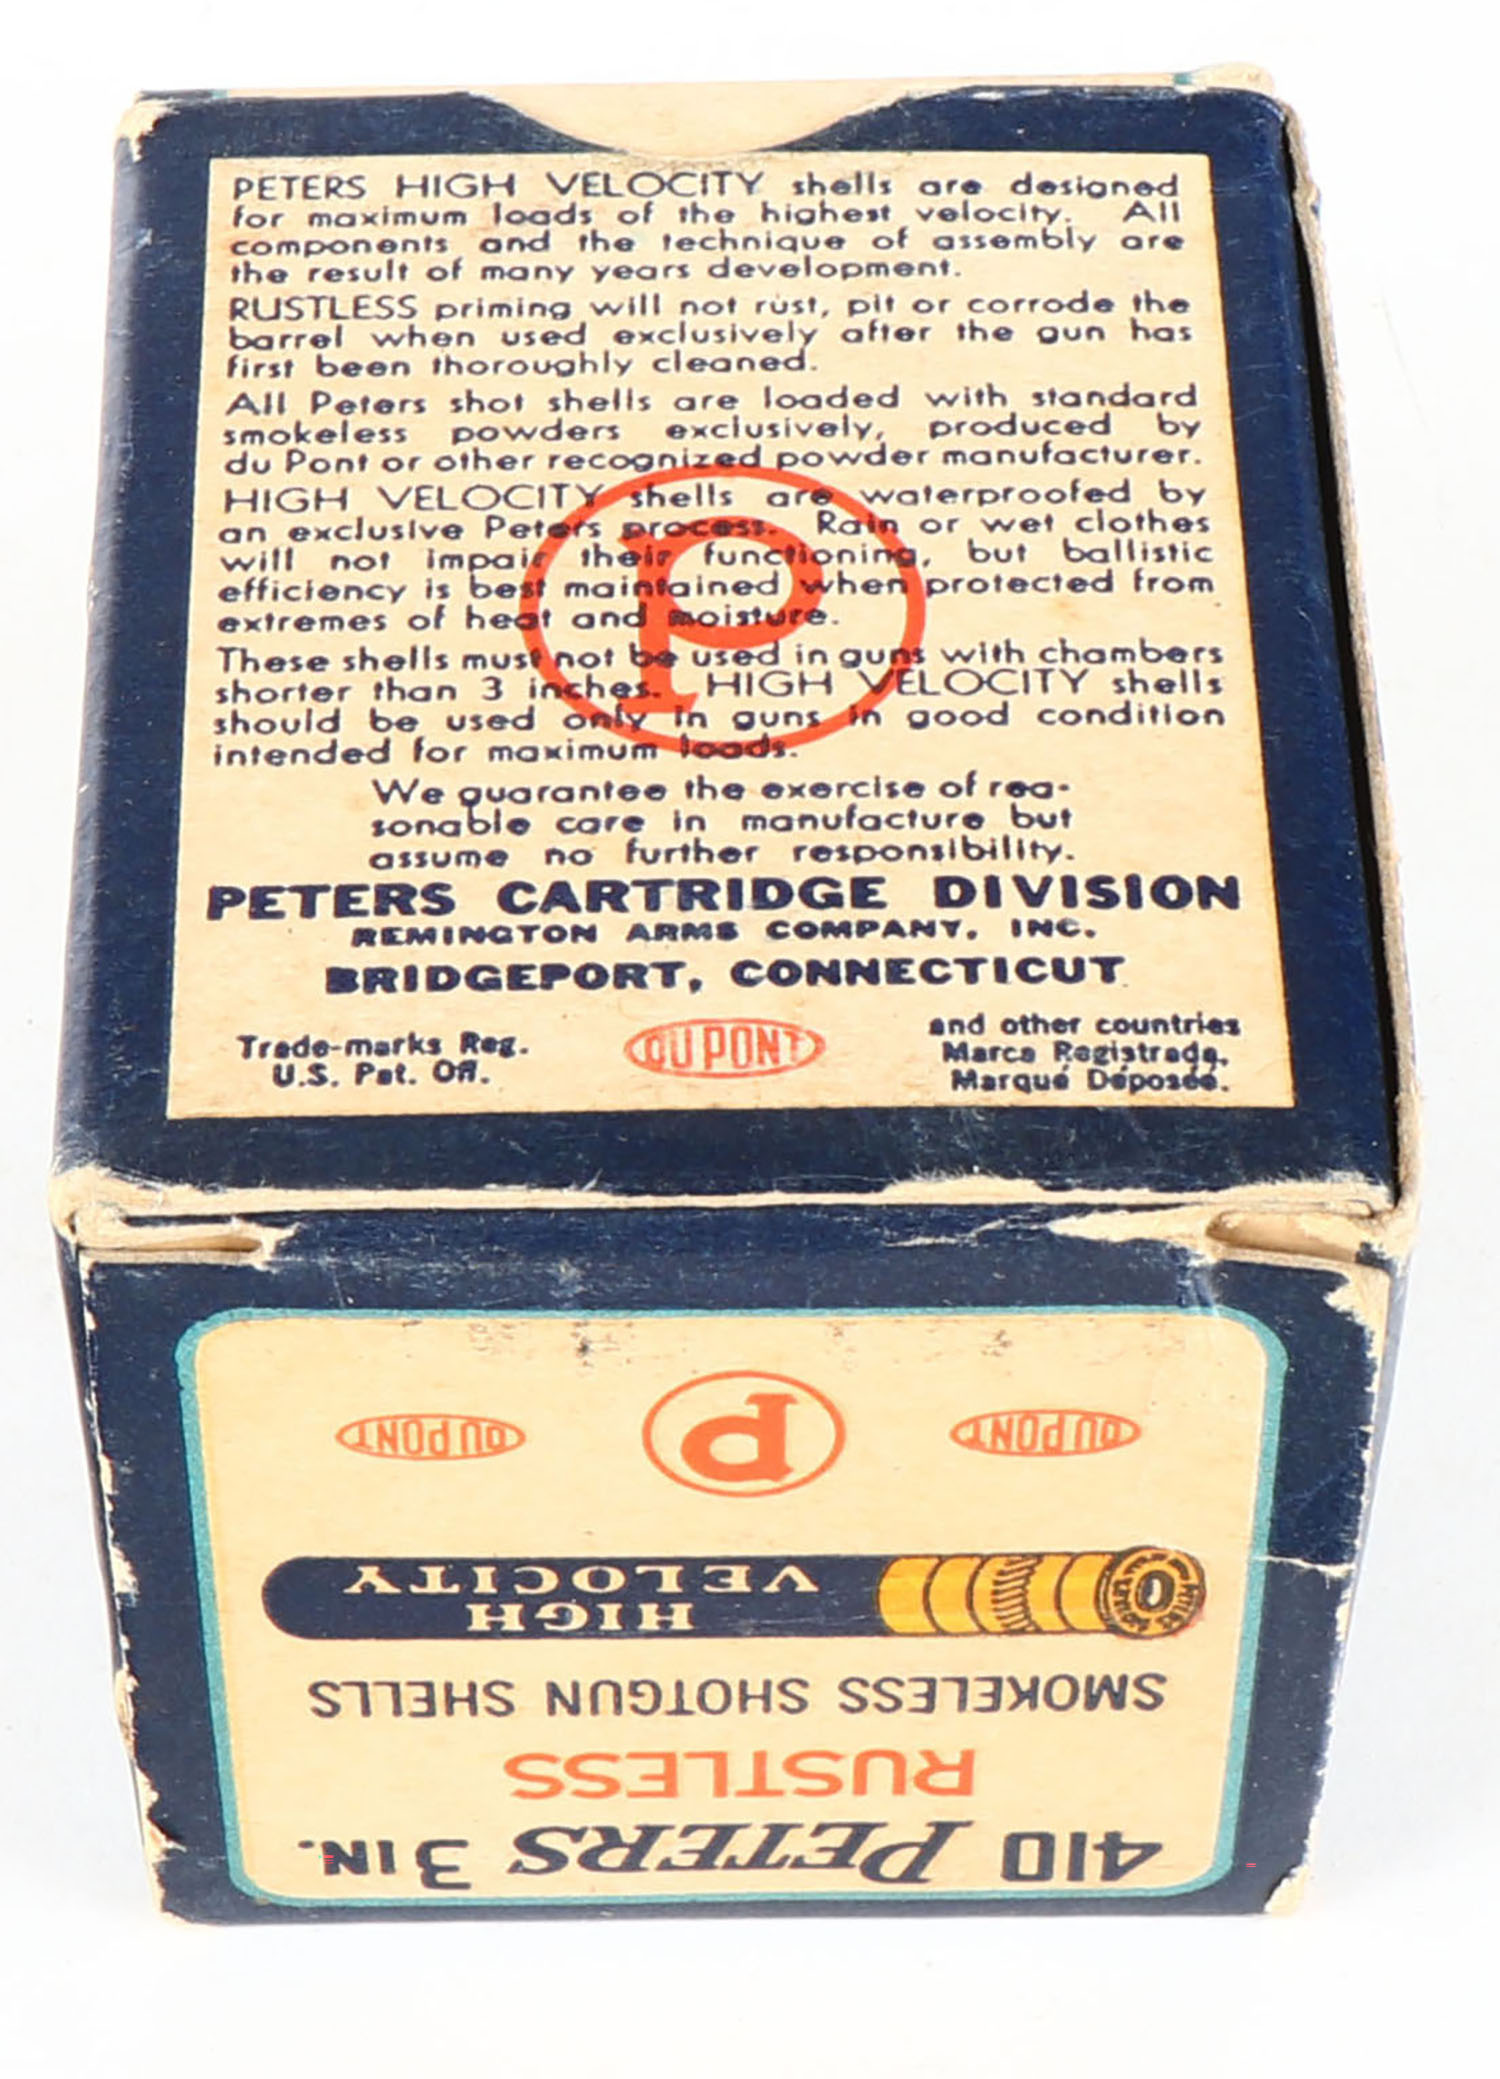 PETERS HIGH VELOCITY shells are designed
for maximum loads of the highest velocity. All
components and the technique of assembly are
the result of many years development.
RUSTLESS priming will not rust, pit or corrode the
barrel when used exclusively after the gun has
first been thoroughly cleaned.
All Peters shot shells are loaded with standard
smokeless powders exclusively, produced by
du Pont or other recognized powder manufacturer.
HIGH VELOCITY shells are waterproofed by
an exclusive Peters process. Rain or wet clothes
will not impair their functioning, but ballistic
efficiency is best maintained when protected from
extremes of heat and moisture.
These shells must not be used in guns with chambers
shorter than 3 inches. HIGH VELOCITY shells
should be used only in guns in good condition
intended for maximum loads.
P
We guarantee the exercise of rea-
sonable care in manufacture but
assume no further responsibility.
PETERS CARTRIDGE DIVISION
REMINGTON ARMS COMPANY, INC.
BRIDGEPORT, CONNECTICUT
Trade-marks Reg.
U.S. Pat. Off.
DU PONT
and other countries
Marca Registrada.
Marqué Déposée.
410 PETERS 3 IN.
RUSTLESS
SMOKELESS SHOTGUN SHELLS
HIGH
VELOCITY
DU PONT
P
DU PONT